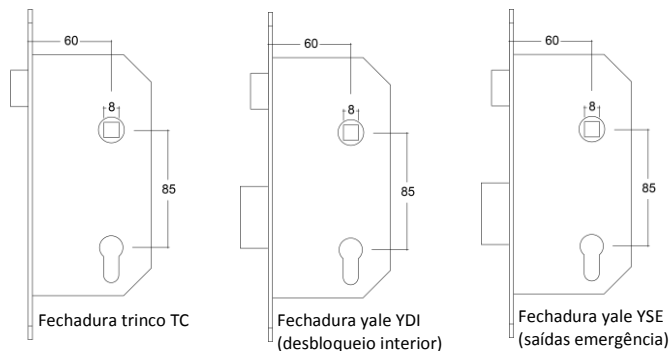 60
8
85
Fechadura trinco TC
60
8
85
Fechadura yale YDI
(desbloqueio interior)
60
8
85
Fechadura yale YSE
(saídas emergência)